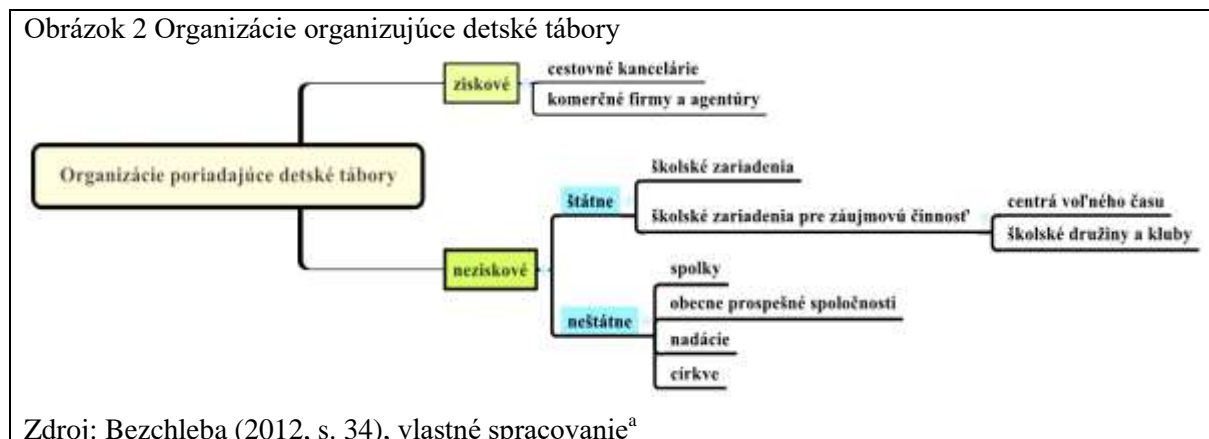 Obrázok 2 Organizácie organizujúce detské tábory
Organizácie poriadajúce detské tábory
ziskové
cestovné kancelárie
komerčné firmy a agentúry
neziskové
štátne
školské zariadenia
školské zariadenia pre záujmovú činnosť
centrá voľného času
školské družiny a kluby
neštátne
spolky
obecne prospešné spoločnosti
nadácie
církve
Zdroj: Bezchleba (2012, s. 34), vlastné spracovanieª